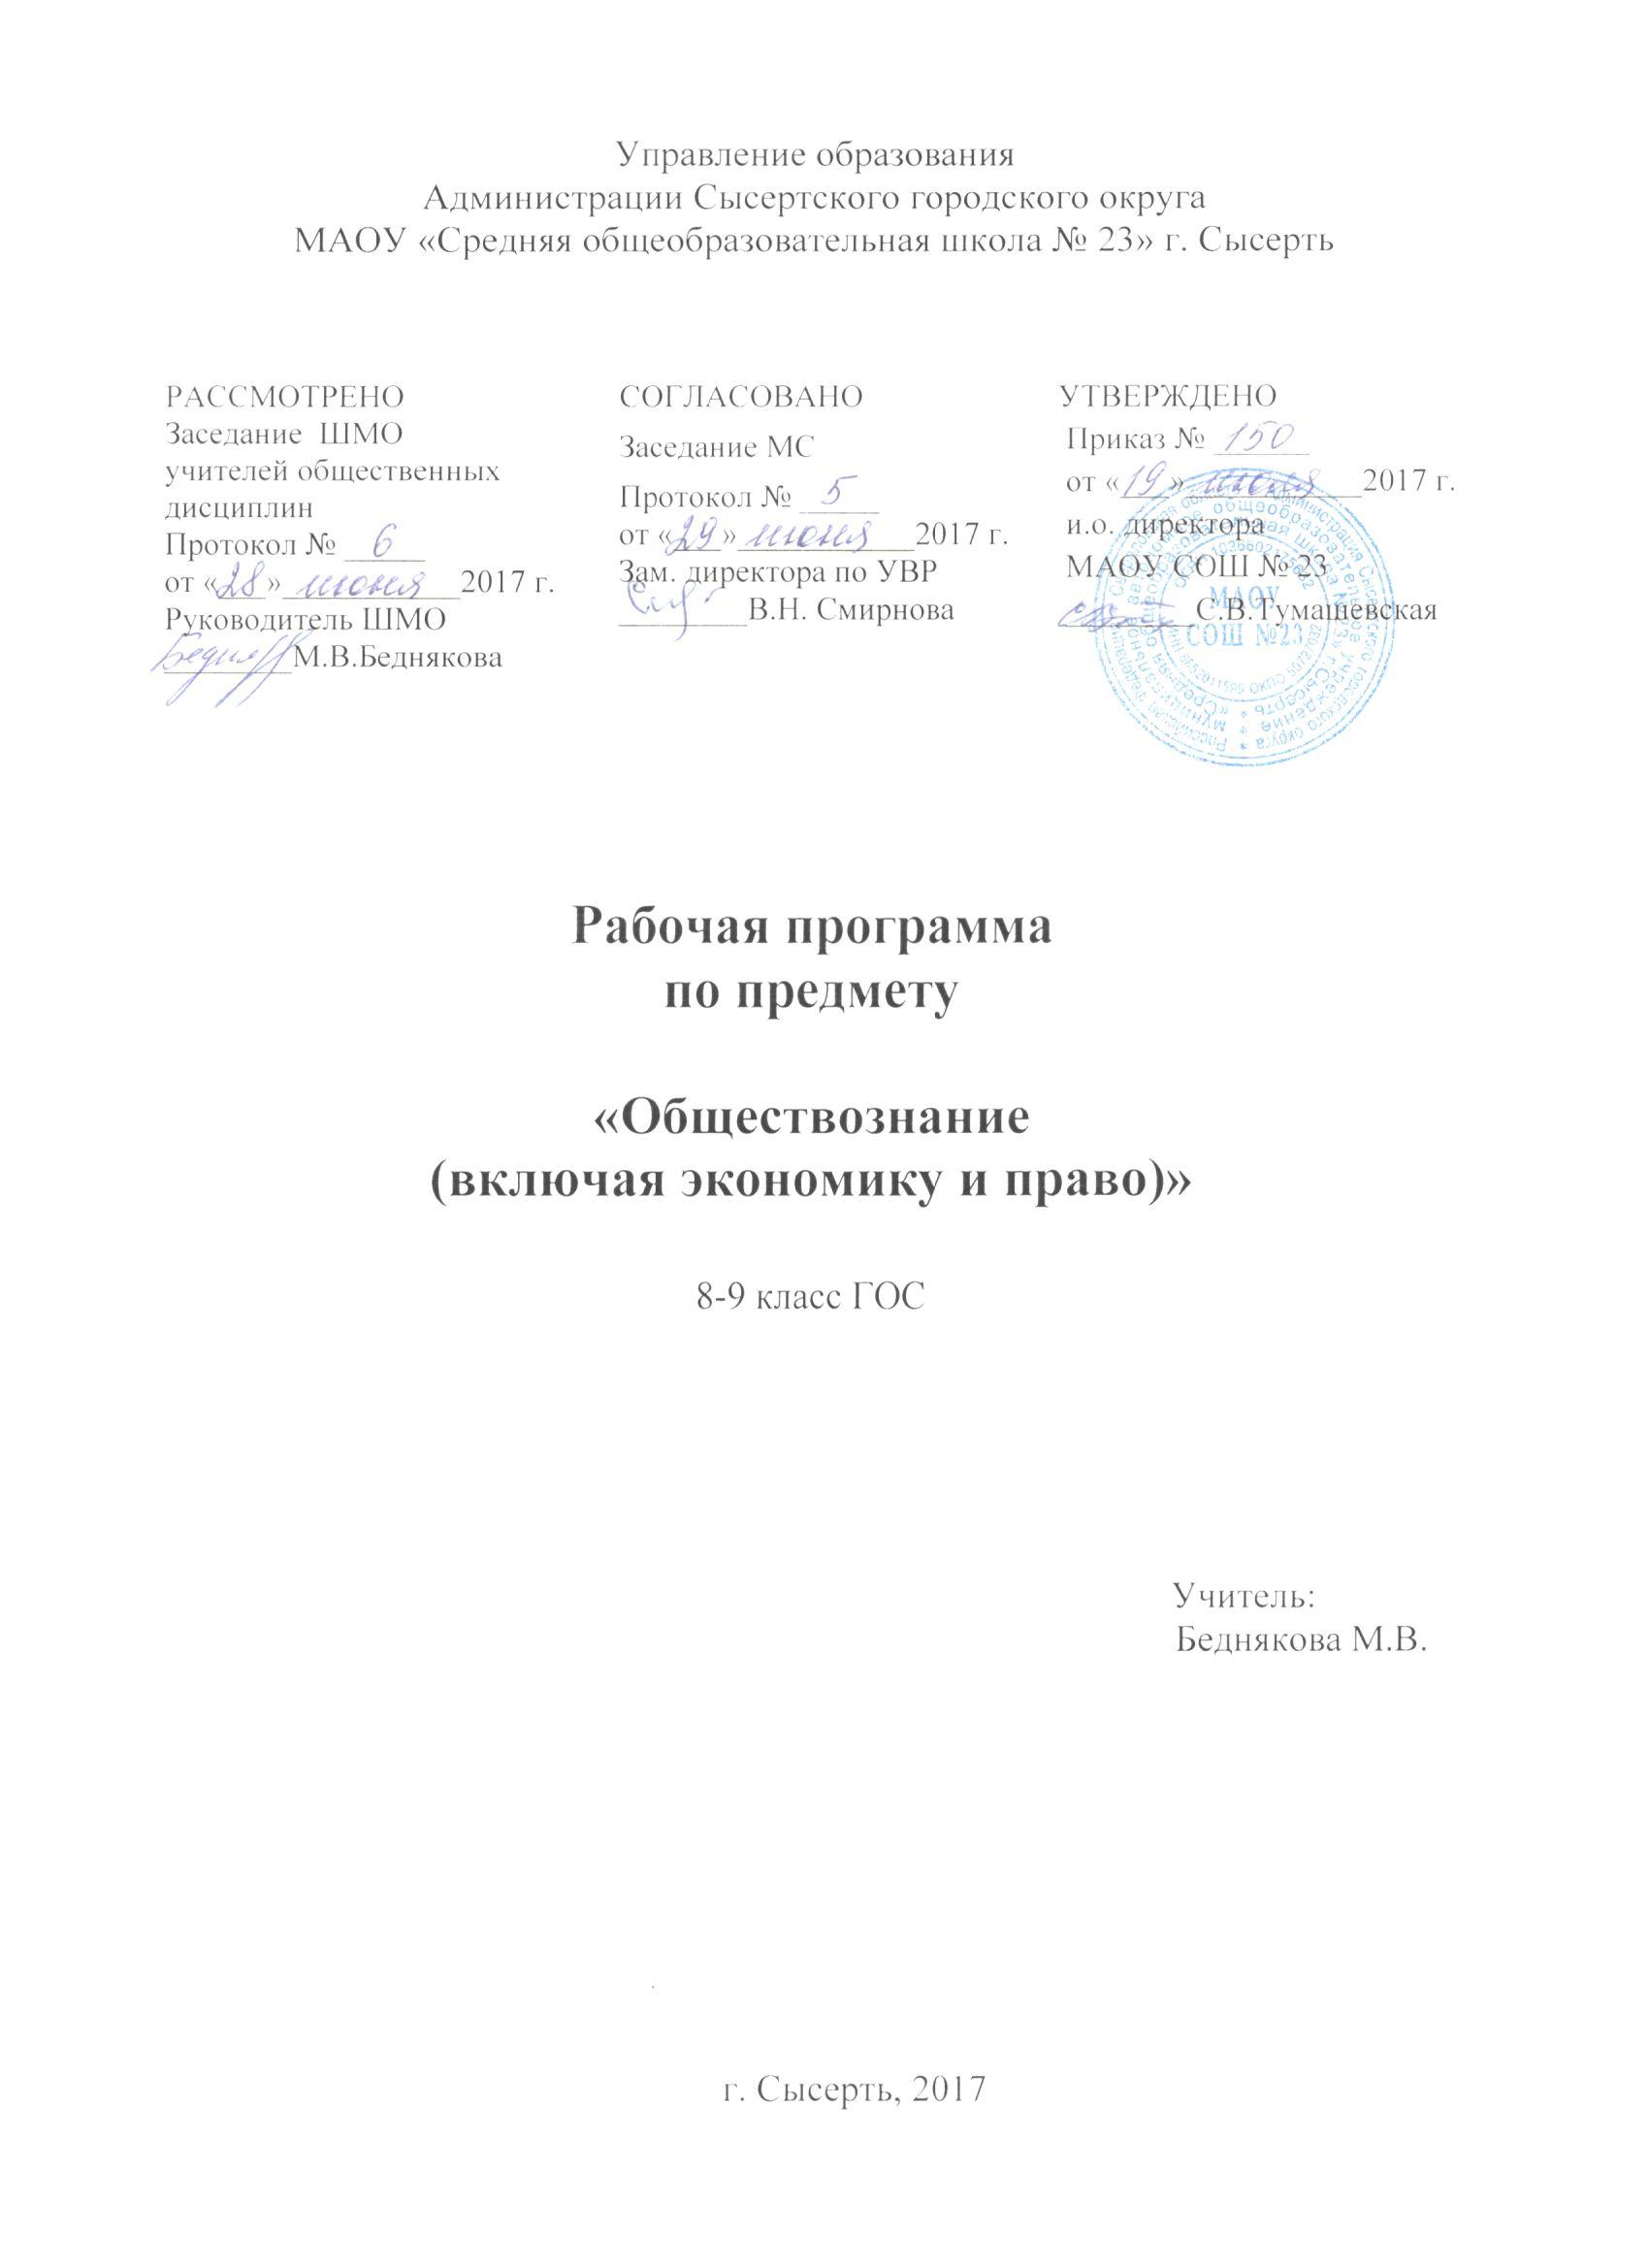 Управление образования
Администрации Сысертского городского округа
МАОУ «Средняя общеобразовательная школа № 23» г. Сысерть
РАССМОТРЕНО
Заседание ШМО
учителей общественных
дисциплин
Протокол № 6
от «28» июня 2017 г.
Руководитель ШМО
М.В.Беднякова
СОГЛАСОВАНО
Заседание МС
Протокол № 5
от «29» июня 2017 г.
Зам. директора по УВР
В.Н. Смирнова
УТВЕРЖДЕНО
Приказ № 150
от «19» 2017 г.
и.о. директора
МАОУ СОШ № 23
С.В.Тумашевская
МАОУ
СОШ №23
Рабочая программа
по предмету
«Обществознание
(включая экономику и право)»
8-9 класс ГОС
Учитель:
Беднякова М.В.
г. Сысерть, 2017